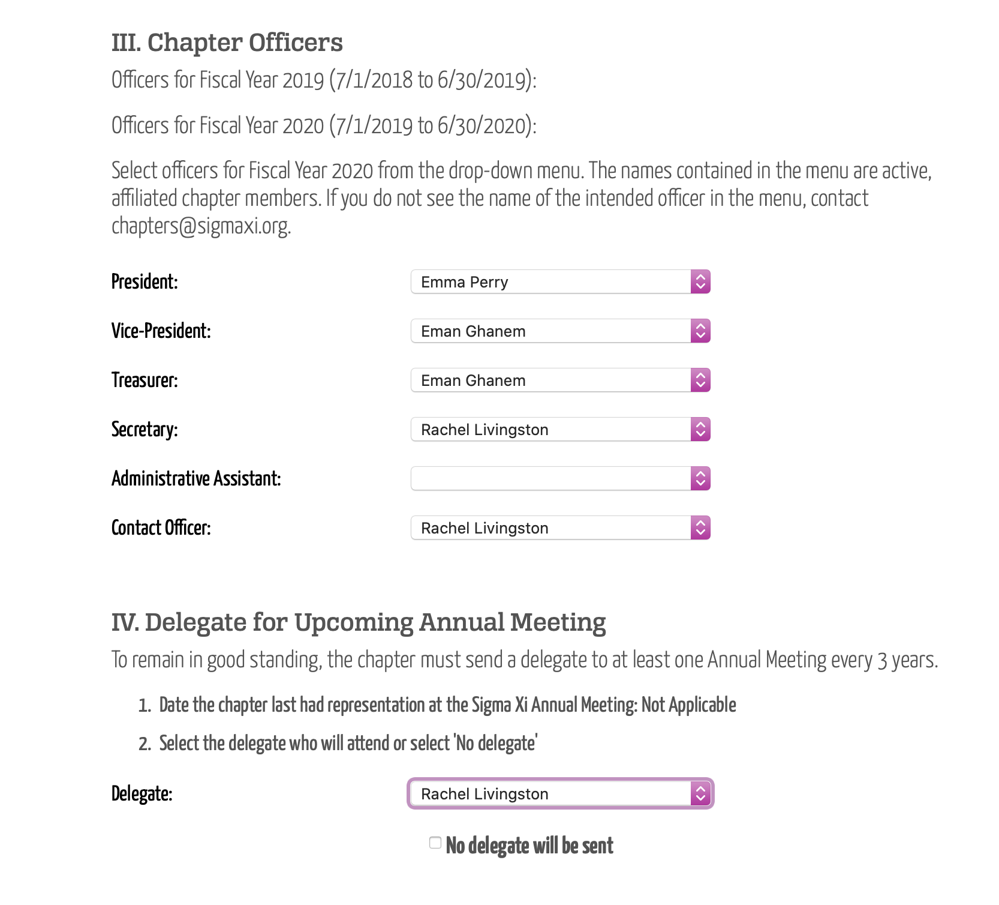 III. Chapter Officers
Officers for Fiscal Year 2019 (7/1/2018 to 6/30/2019):
Officers for Fiscal Year 2020 (7/1/2019 to 6/30/2020):
Select officers for Fiscal Year 2020 from the drop-down menu. The names contained in the menu are active,
affiliated chapter members. If you do not see the name of the intended officer in the menu, contact
chapters@sigmaxi.org.
President: Emma Perry
Vice-President: Eman Ghanem
Treasurer: Eman Ghanem
Secretary: Rachel Livingston
Administrative Assistant:
Contact Officer: Rachel Livingston
IV. Delegate for Upcoming Annual Meeting
To remain in good standing, the chapter must send a delegate to at least one Annual Meeting every 3 years.
1. Date the chapter last had representation at the Sigma Xi Annual Meeting: Not Applicable
2. Select the delegate who will attend or select 'No delegate'
Delegate: Rachel Livingston
No delegate will be sent